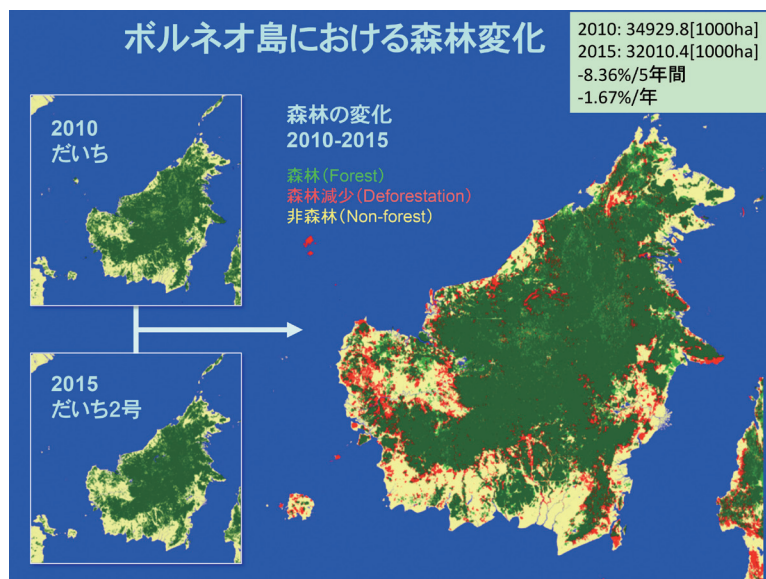 ボルネオ島における森林変化
2010: 34929.8[1000ha]
2015: 32010.4[1000ha]
-8.36%/5年間
-1.67%/年
2010
だいち
森林の変化
2010-2015
森林(Forest)
森林減少(Deforestation)
非森林(Non-forest)
2015
だいち2号